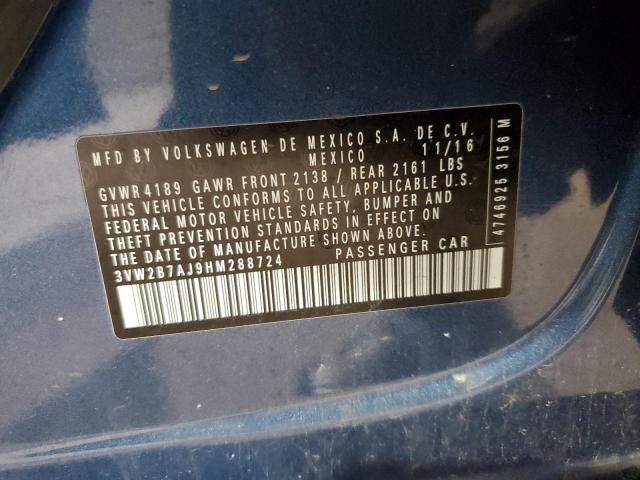 MFD BY VOLKSWAGEN DE MEXICO S.A. DE C.V.
MEXICO 11/16
GVWR 4189 GAWR FRONT 2138 / REAR 2161 LBS
THIS VEHICLE CONFORMS TO ALL APPLICABLE U.S.
FEDERAL MOTOR VEHICLE SAFETY, BUMPER AND
THEFT PREVENTION STANDARDS IN EFFECT ON
THE DATE OF MANUFACTURE SHOWN ABOVE.
3VW2B7AJ9HM288724 PASSENGER CAR
4746925 3156 M